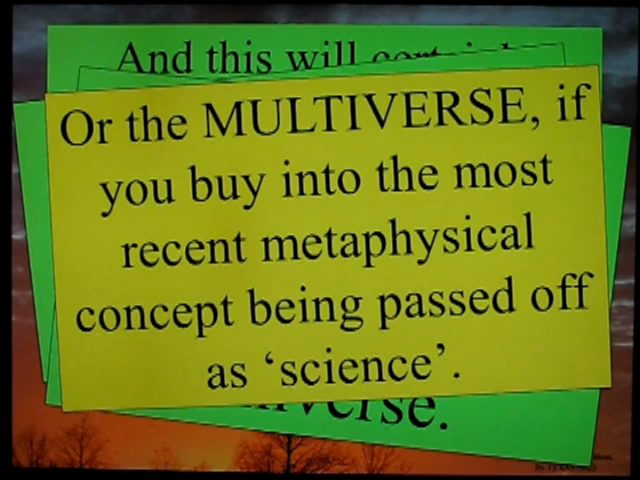 And this will
Or the MULTIVERSE, if
you buy into the most
recent metaphysical
concept being passed off
as ‘science’.